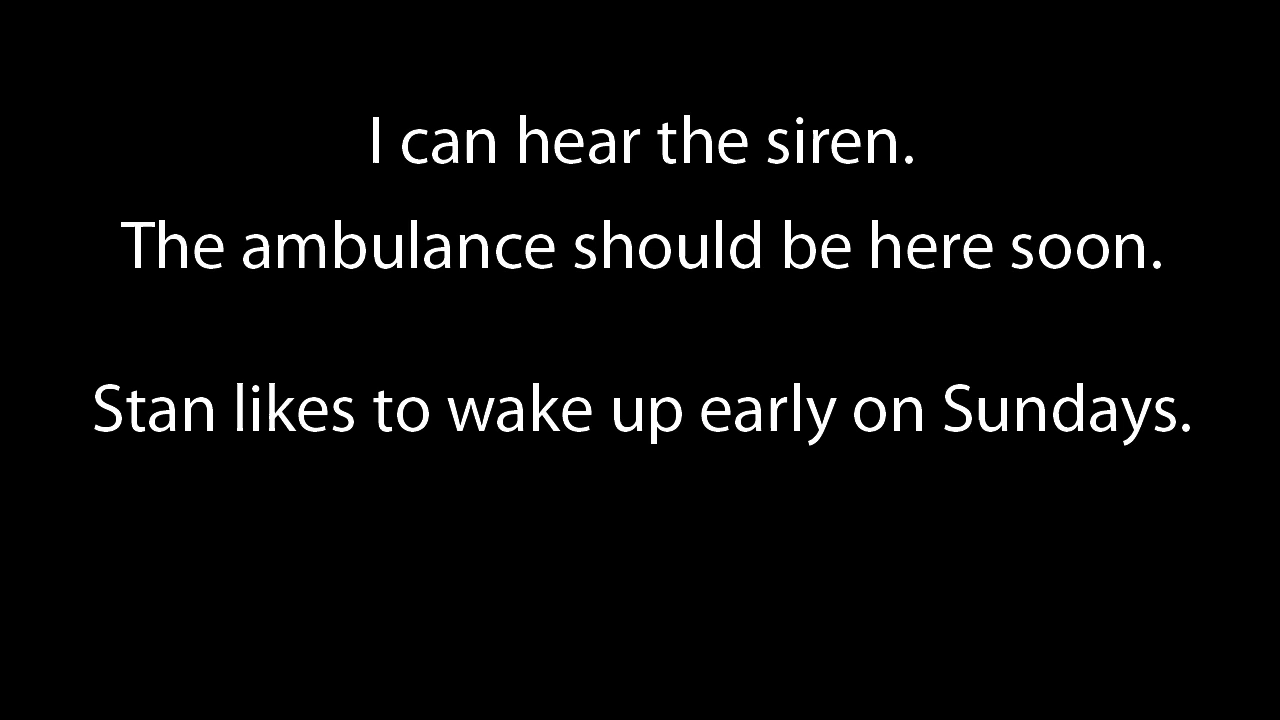 I can hear the siren.
The ambulance should be here soon.
Stan likes to wake up early on Sundays.